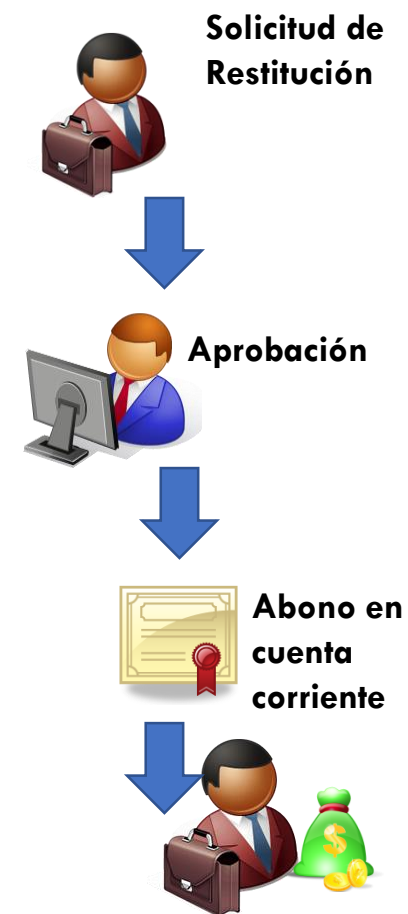 Solicitud de
Restitución
Aprobación
Abono en
cuenta
corriente
$